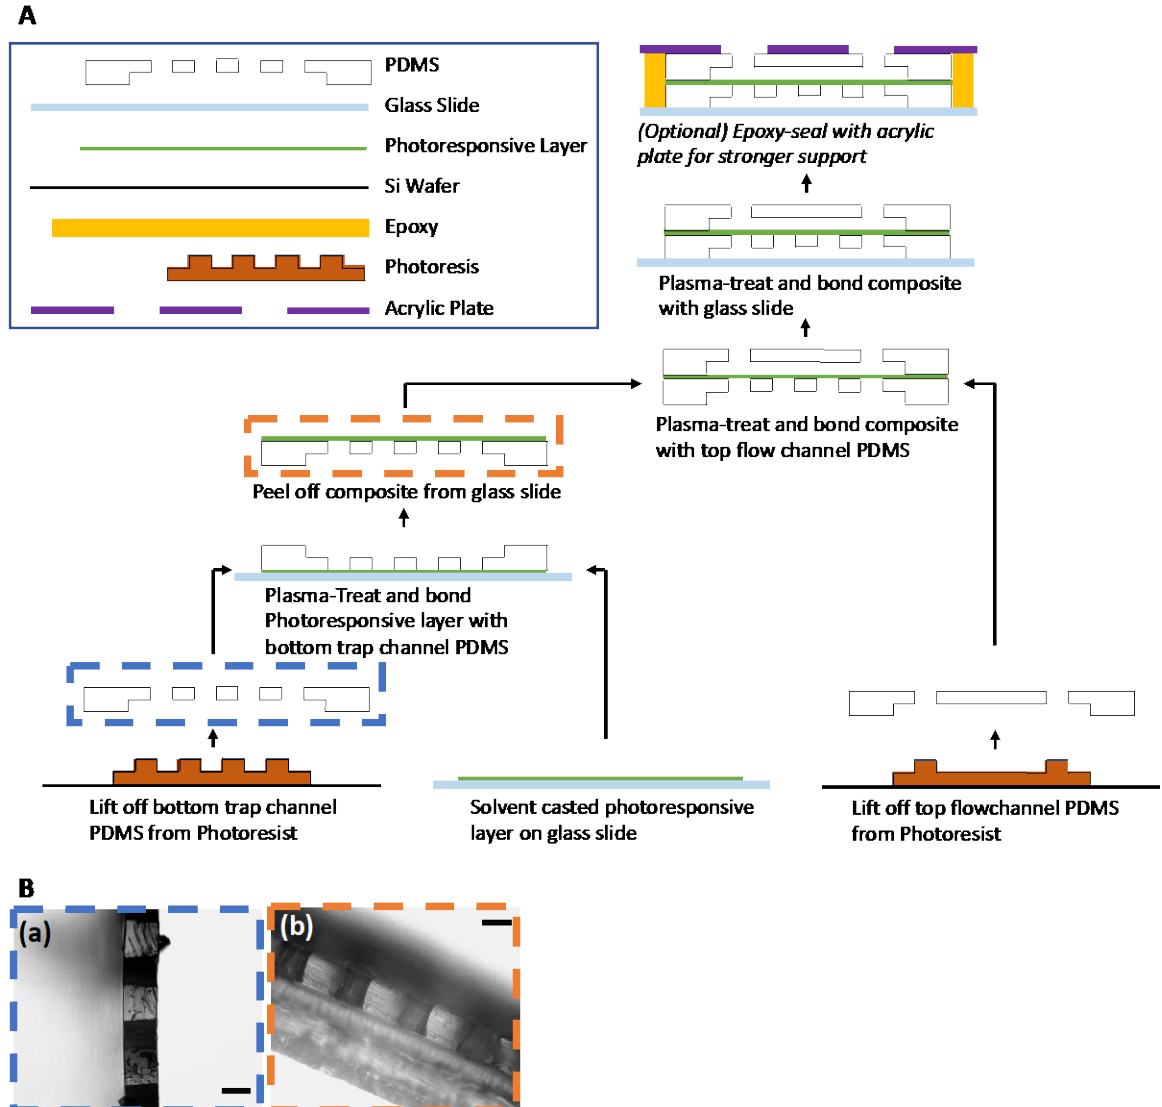 A
PDMS
Glass Slide
Photoresponsive Layer
Si Wafer
Epoxy
Photoresis
Acrylic Plate
(Optional) Epoxy-seal with acrylic
plate for stronger support
Plasma-treat and bond composite
with glass slide
Plasma-treat and bond composite
with top flow channel PDMS
Peel off composite from glass slide
Plasma-Treat and bond
Photoresponsive layer with
bottom trap channel PDMS
Lift off bottom trap channel
PDMS from Photoresist
Solvent casted photoresponsive
layer on glass slide
Lift off top flowchannel PDMS
from Photoresist
B
(a)
(b)